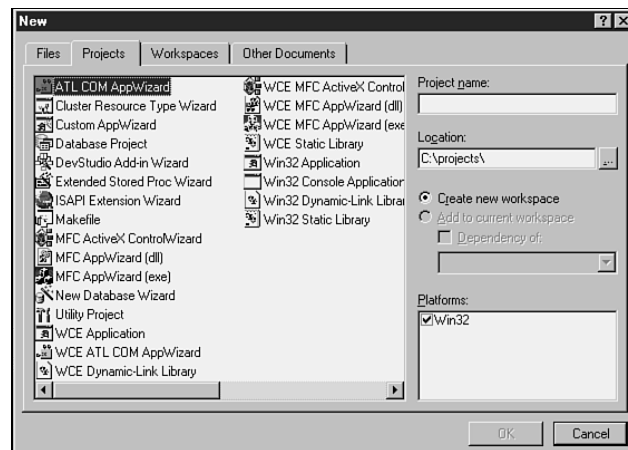 New
Files
Projects
Workspaces
Other Documents
ATL COM AppWizard
Cluster Resource Type Wizard
Custom AppWizard
Database Project
DevStudio Add-in Wizard
Extended Stored Proc Wizard
ISAPI Extension Wizard
Makefile
MFC ActiveX ControlWizard
MFC AppWizard (dll)
MFC AppWizard (exe)
New Database Wizard
Utility Project
WCE Application
WCE ATL COM AppWizard
WCE Dynamic-Link Library
WCE MFC ActiveX Control
WCE MFC AppWizard (dll)
WCE MFC AppWizard (exe
WCE Static Library
Win32 Application
Win32 Console Application
Win32 Dynamic-Link Librar
Win32 Static Library
Project name:
Location:
C:\projects\
...
Create new workspace
Add to current workspace
Dependency of:
Platforms:
Win32
OK
Cancel